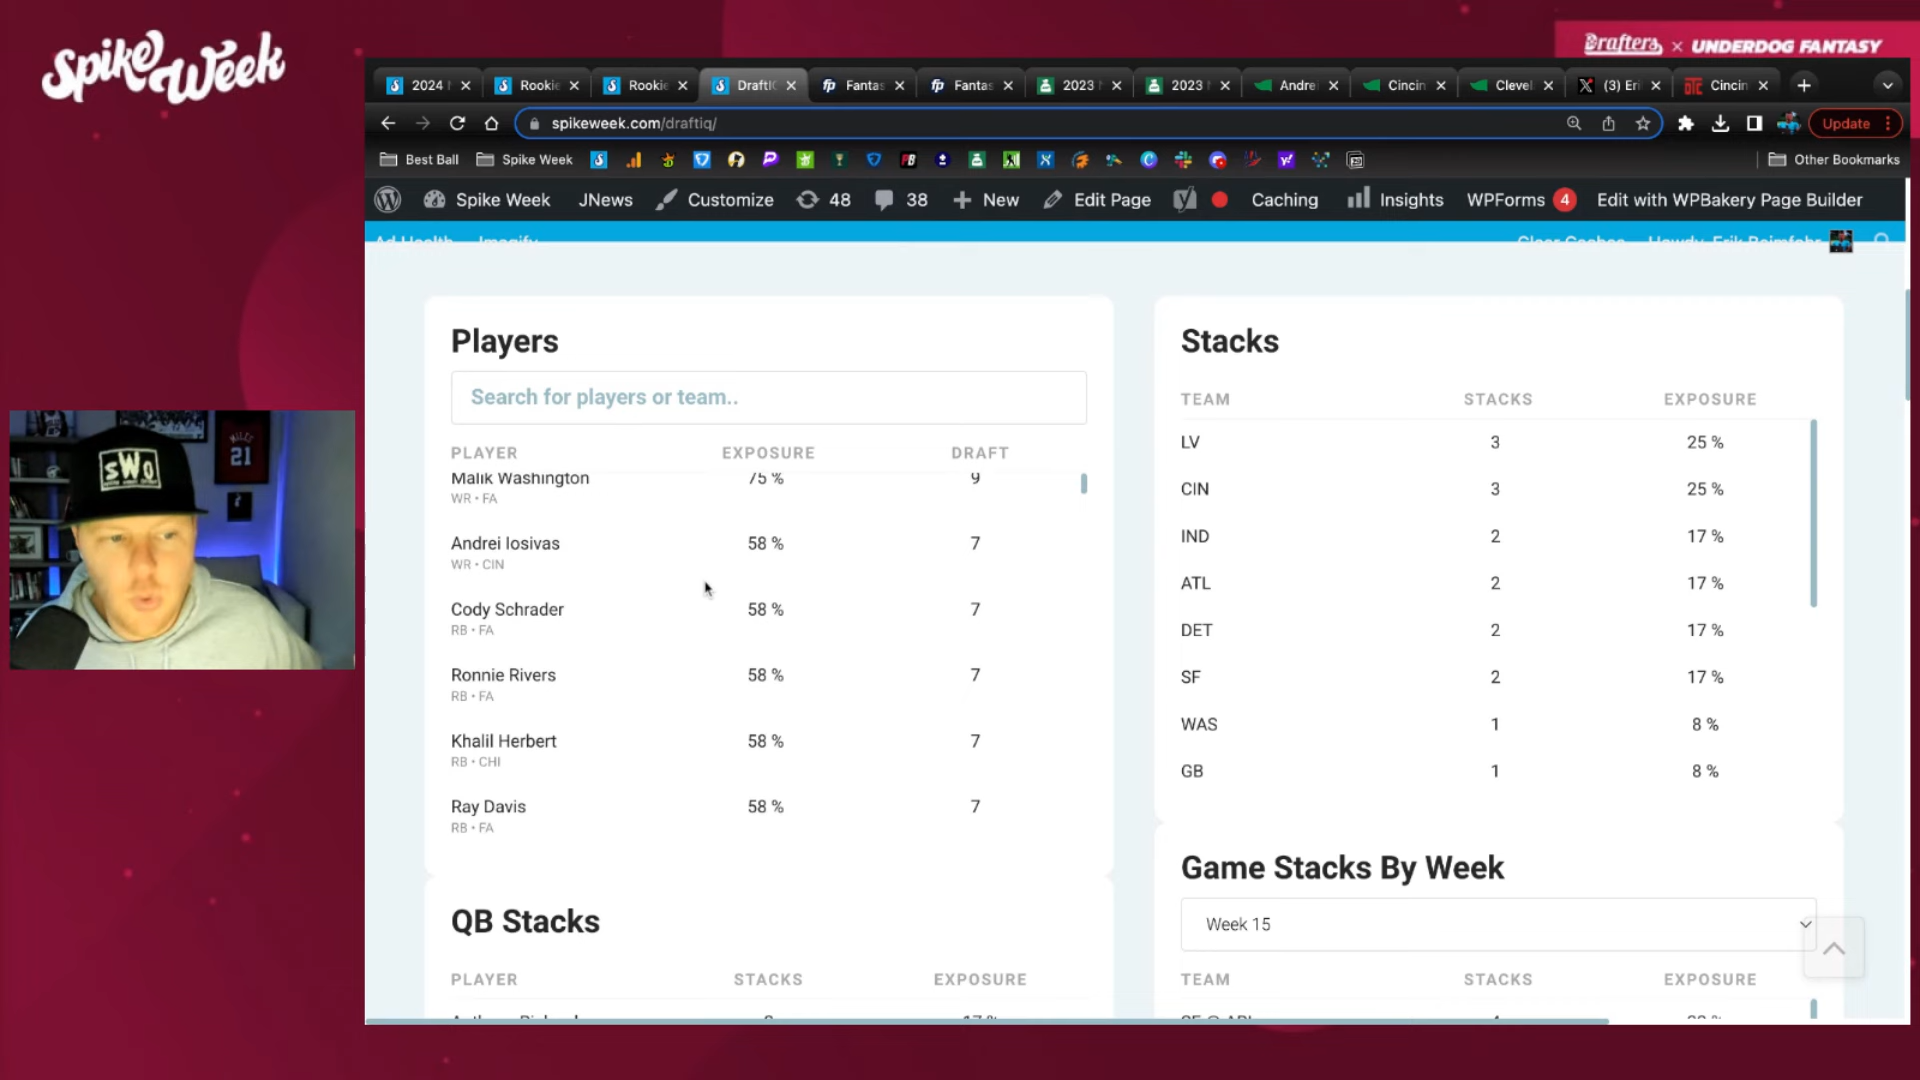 Spike Week
Drafters x UNDERDOG FANTASY
2024
Rookie
Rookie
DraftI
Fantas
Fantas
2023
2023
Andrei
Cincin
Clevel
(3) Eri
Cincin
spikeweek.com/draftiq/
Update
Best Ball
Spike Week
Other Bookmarks
Spike Week
JNews
Customize
48
38
New
Edit Page
Caching
Insights
WPForms 4
Edit with WPBakery Page Builder
MILES
21
sWo
Players
Search for players or team..
PLAYER EXPOSURE DRAFT
Malik Washington 75 % 9
WR • FA
Andrei Iosivas 58 % 7
WR • CIN
Cody Schrader 58 % 7
RB • FA
Ronnie Rivers 58 % 7
RB • FA
Khalil Herbert 58 % 7
RB • CHI
Ray Davis 58 % 7
RB • FA
QB Stacks
PLAYER STACKS EXPOSURE
Stacks
TEAM STACKS EXPOSURE
LV 3 25 %
CIN 3 25 %
IND 2 17 %
ATL 2 17 %
DET 2 17 %
SF 2 17 %
WAS 1 8 %
GB 1 8 %
Game Stacks By Week
Week 15
TEAM STACKS EXPOSURE